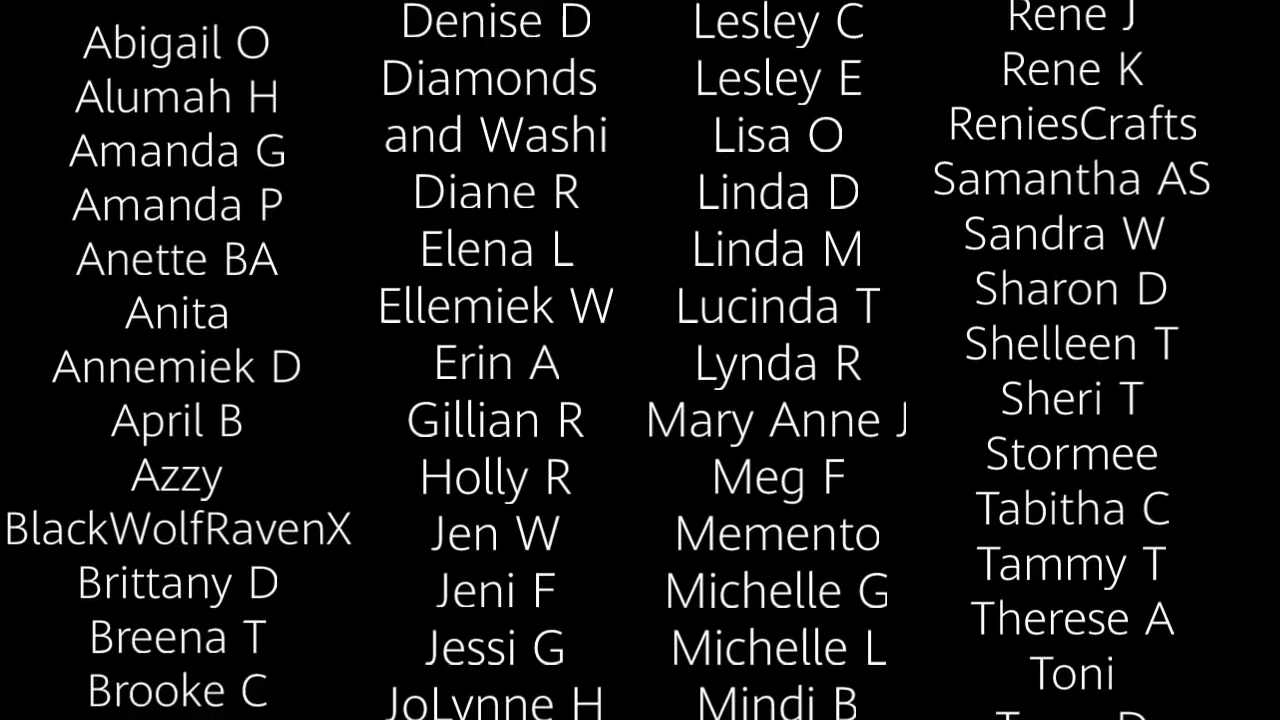 Abigail O
Alumah H
Amanda G
Amanda P
Anette BA
Anita
Annemiek D
April B
Azzy
BlackWolfRavenX
Brittany D
Breena T
Brooke C
Denise D
Diamonds
and Washi
Diane R
Elena L
Ellemiek W
Erin A
Gillian R
Holly R
Jen W
Jeni F
Jessi G
JoLynne H
Lesley C
Lesley E
Lisa O
Linda D
Linda M
Lucinda T
Lynda R
Mary Anne J
Meg F
Memento
Michelle G
Michelle L
Mindi B
Rene J
Rene K
ReniesCrafts
Samantha AS
Sandra W
Sharon D
Shelleen T
Sheri T
Stormee
Tabitha C
Tammy T
Therese A
Toni